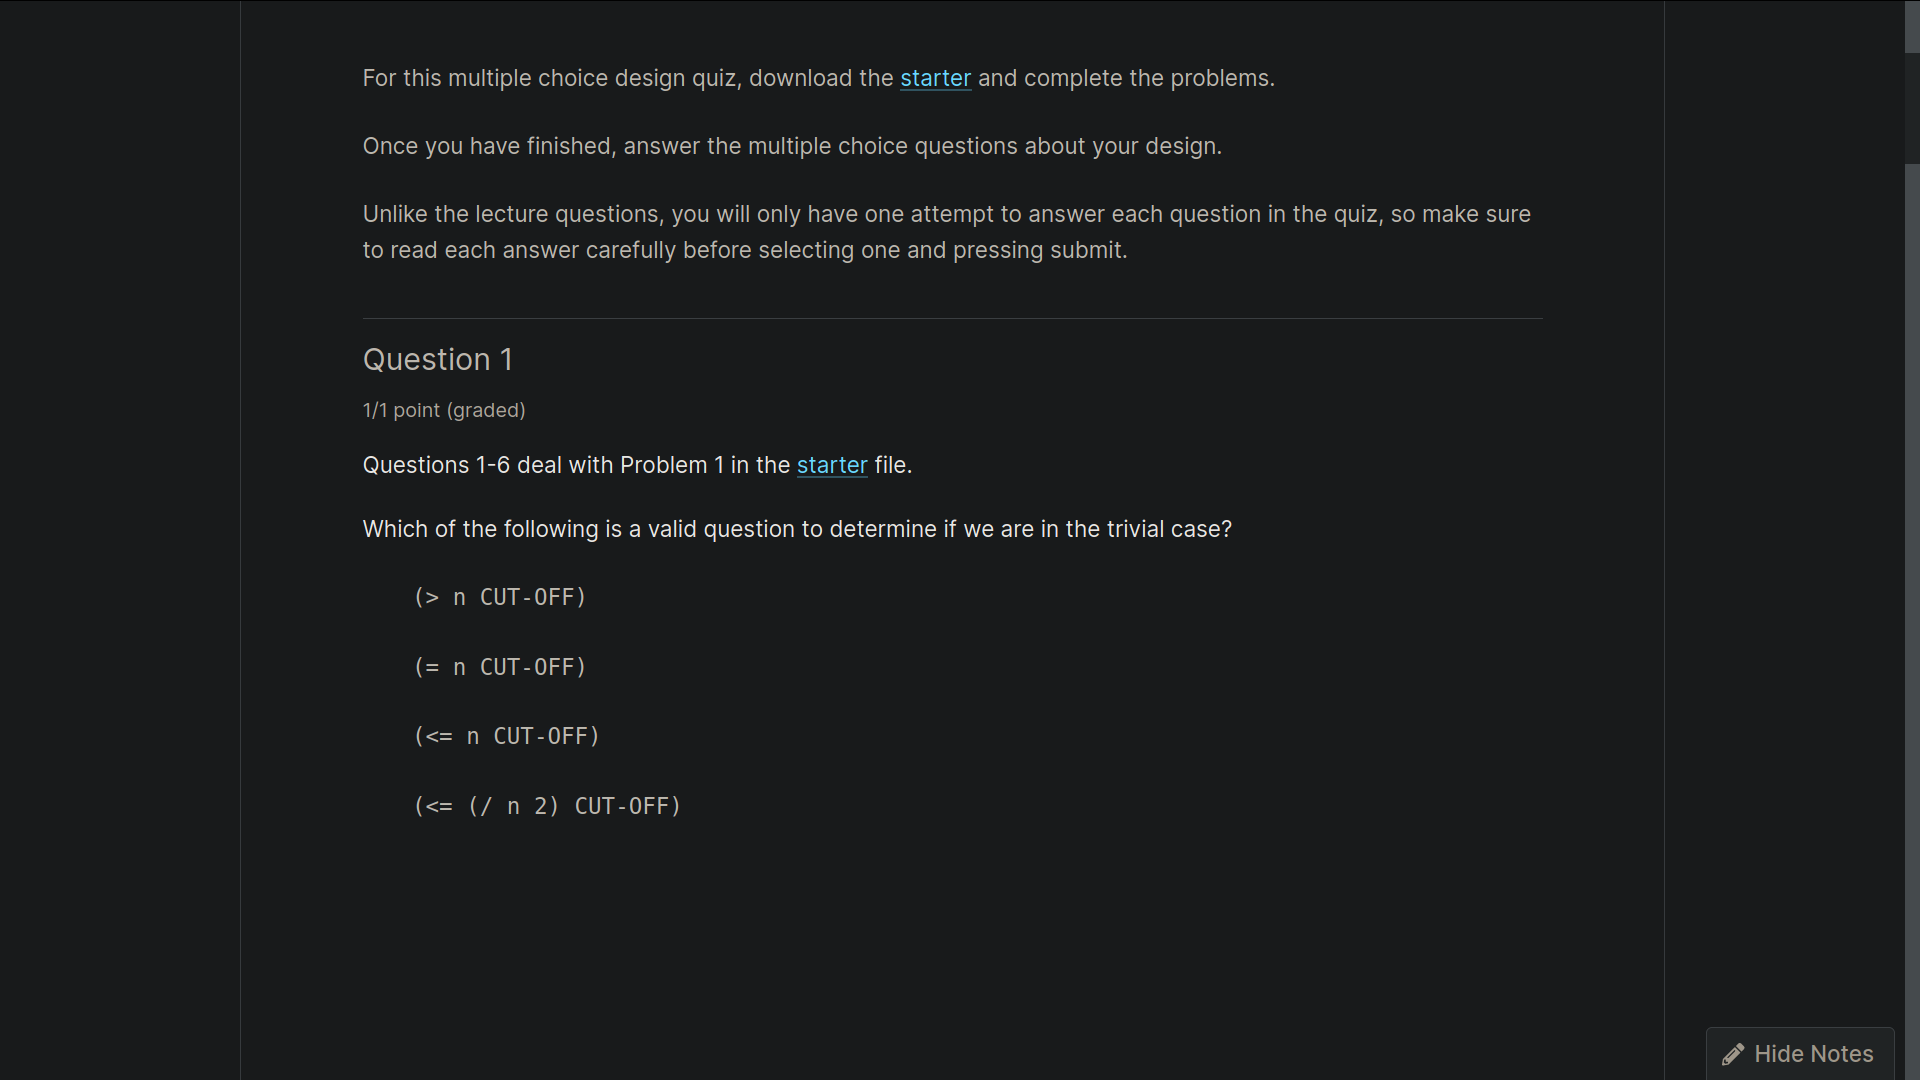 For this multiple choice design quiz, download the starter and complete the problems.
Once you have finished, answer the multiple choice questions about your design.
Unlike the lecture questions, you will only have one attempt to answer each question in the quiz, so make sure
to read each answer carefully before selecting one and pressing submit.
Question 1
1/1 point (graded)
Questions 1-6 deal with Problem 1 in the starter file.
Which of the following is a valid question to determine if we are in the trivial case?
(> n CUT-OFF)
(= n CUT-OFF)
(<= n CUT-OFF)
(<= (/ n 2) CUT-OFF)
Hide Notes